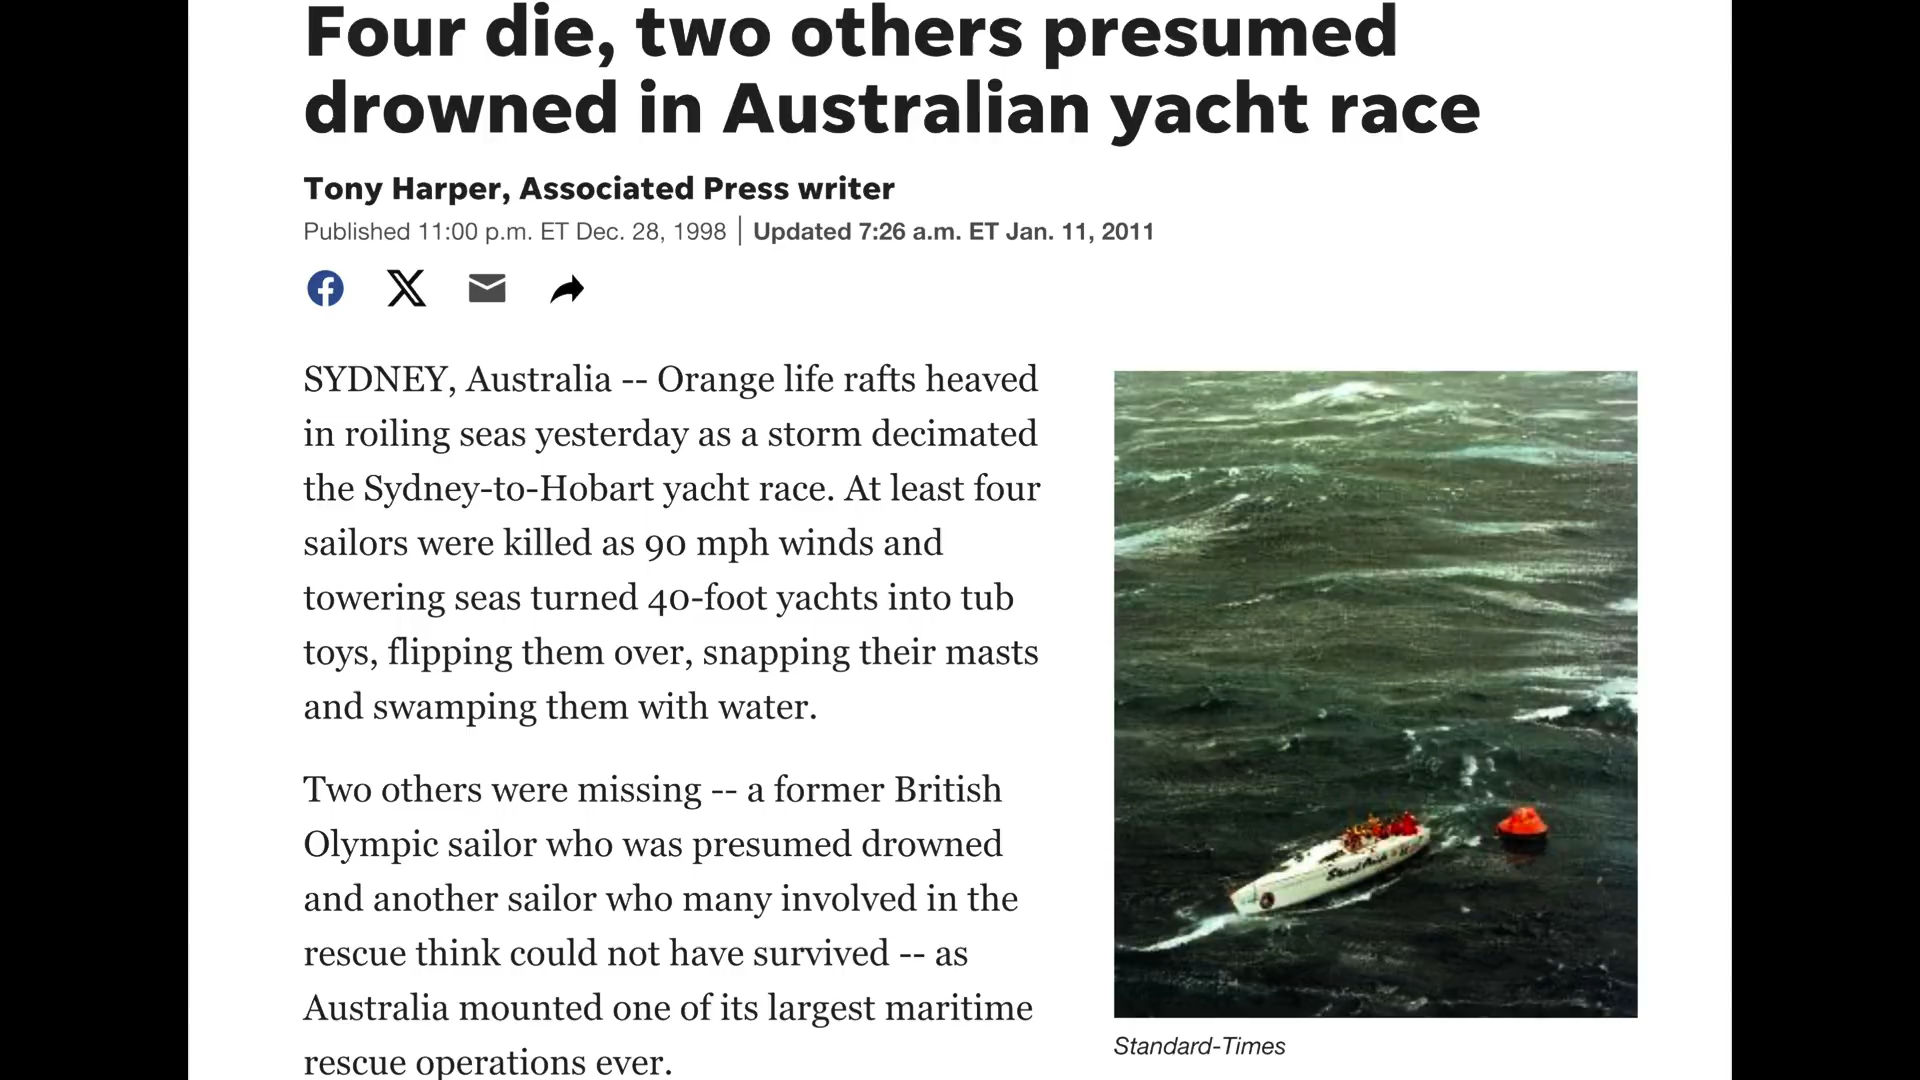 Four die, two others presumed
drowned in Australian yacht race
Tony Harper, Associated Press writer
Published 11:00 p.m. ET Dec. 28, 1998 | Updated 7:26 a.m. ET Jan. 11, 2011
SYDNEY, Australia -- Orange life rafts heaved
in roiling seas yesterday as a storm decimated
the Sydney-to-Hobart yacht race. At least four
sailors were killed as 90 mph winds and
towering seas turned 40-foot yachts into tub
toys, flipping them over, snapping their masts
and swamping them with water.
Two others were missing -- a former British
Olympic sailor who was presumed drowned
and another sailor who many involved in the
rescue think could not have survived -- as
Australia mounted one of its largest maritime
rescue operations ever.
Standard-Times